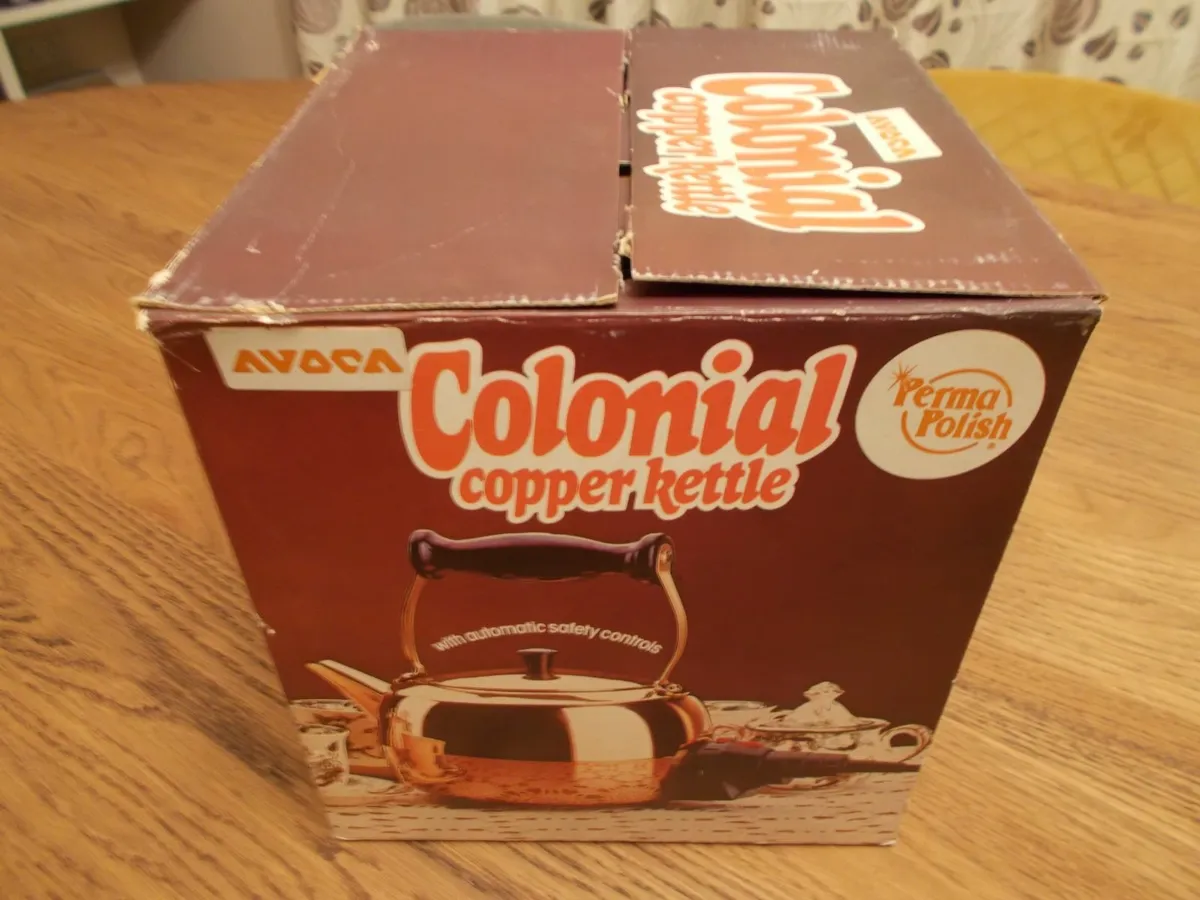 AVOCA
Colonial
copper kettle
AVOCA
Colonial
copper kettle
Perma
Polish
with automatic safety controls